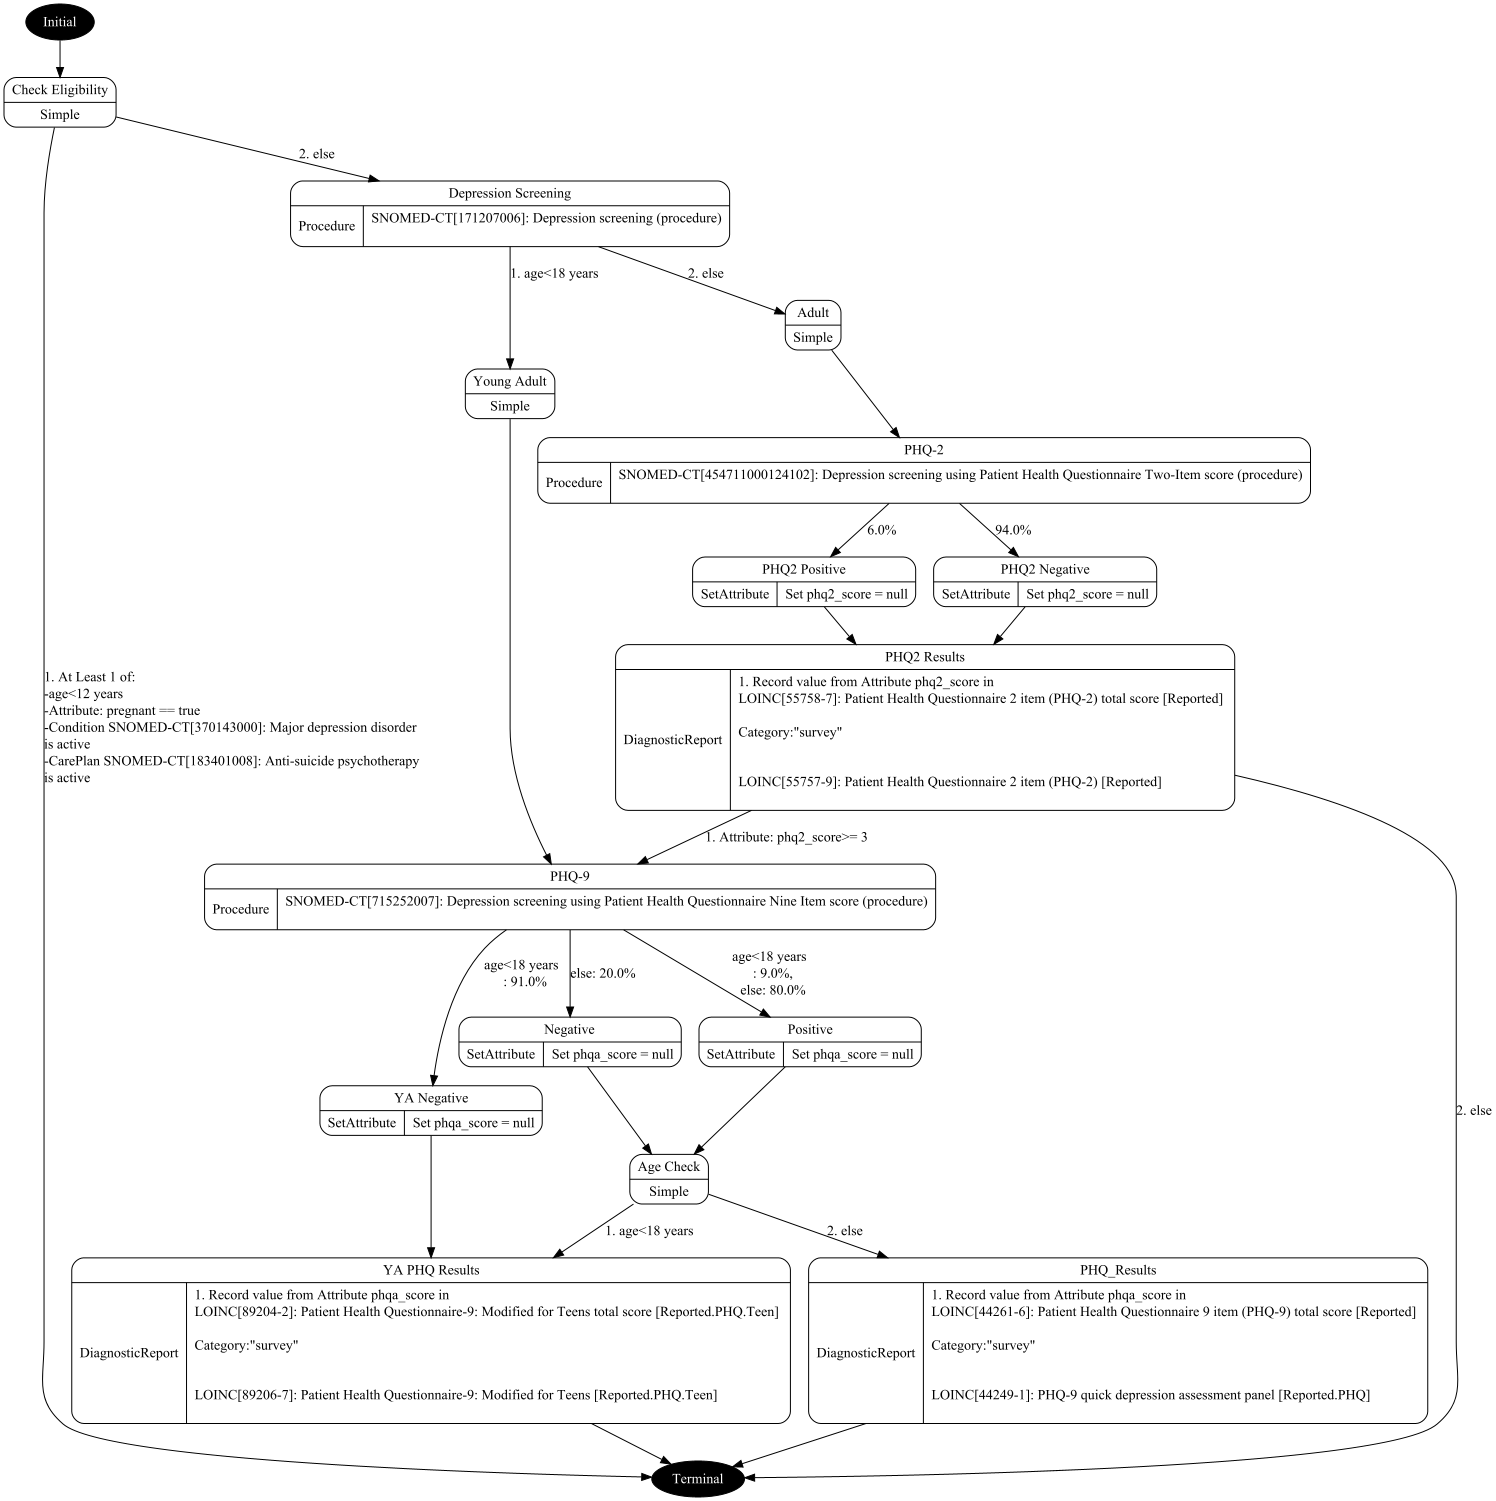 Initial
Check Eligibility
Simple
2. else
Depression Screening
Procedure
SNOMED-CT[171207006]: Depression screening (procedure)
1. age<18 years
2. else
Adult
Simple
Young Adult
Simple
PHQ-2
Procedure
SNOMED-CT[454711000124102]: Depression screening using Patient Health Questionnaire Two-Item score (procedure)
6.0%
94.0%
PHQ2 Positive
SetAttribute
Set phq2_score = null
PHQ2 Negative
SetAttribute
Set phq2_score = null
1. At Least 1 of:
-age<12 years
-Attribute: pregnant == true
-Condition SNOMED-CT[370143000]: Major depression disorder
is active
-CarePlan SNOMED-CT[183401008]: Anti-suicide psychotherapy
is active
PHQ2 Results
DiagnosticReport
1. Record value from Attribute phq2_score in
LOINC[55758-7]: Patient Health Questionnaire 2 item (PHQ-2) total score [Reported]
Category:"survey"
LOINC[55757-9]: Patient Health Questionnaire 2 item (PHQ-2) [Reported]
1. Attribute: phq2_score>= 3
PHQ-9
Procedure
SNOMED-CT[715252007]: Depression screening using Patient Health Questionnaire Nine Item score (procedure)
age<18 years
: 91.0%
else: 20.0%
age<18 years
: 9.0%,
else: 80.0%
Negative
SetAttribute
Set phqa_score = null
Positive
SetAttribute
Set phqa_score = null
YA Negative
SetAttribute
Set phqa_score = null
2. else
Age Check
Simple
1. age<18 years
2. else
YA PHQ Results
DiagnosticReport
1. Record value from Attribute phqa_score in
LOINC[89204-2]: Patient Health Questionnaire-9: Modified for Teens total score [Reported.PHQ.Teen]
Category:"survey"
LOINC[89206-7]: Patient Health Questionnaire-9: Modified for Teens [Reported.PHQ.Teen]
PHQ_Results
DiagnosticReport
1. Record value from Attribute phqa_score in
LOINC[44261-6]: Patient Health Questionnaire 9 item (PHQ-9) total score [Reported]
Category:"survey"
LOINC[44249-1]: PHQ-9 quick depression assessment panel [Reported.PHQ]
Terminal